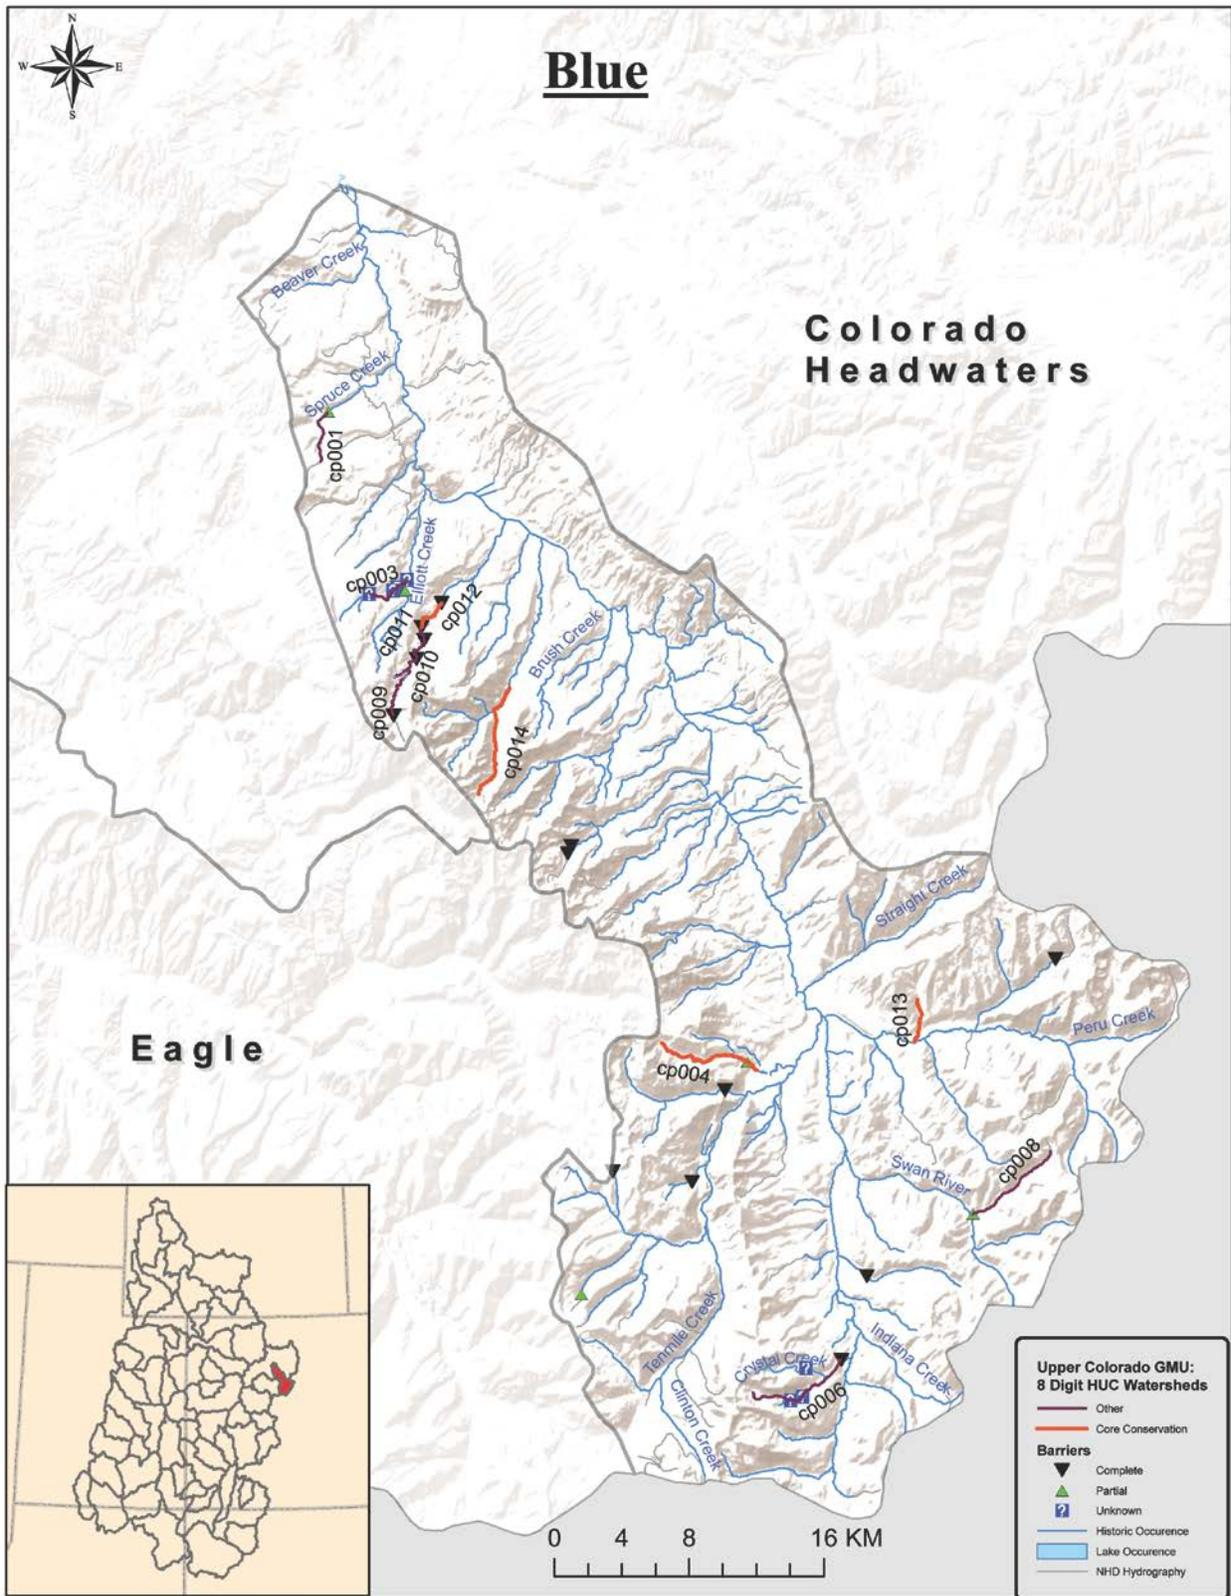 N
W
E
S
Blue
Beaver Creek
Colorado
Headwaters
Spruce Creek
cp001
Elliott Creek
cp003
cp012
cp011
cp010
Brush Creek
cp009
cp014
Straight Creek
cp013
Peru Creek
Eagle
cp004
cp008
Swan River
Tenmile Creek
Indiana Creek
Crystal Creek
?
? ?
cp006
Clinton Creek
Upper Colorado GMU:
8 Digit HUC Watersheds
Other
Core Conservation
Barriers
Complete
Partial
? Unknown
Historic Occurence
Lake Occurence
NHD Hydrography
0 4 8 16 KM